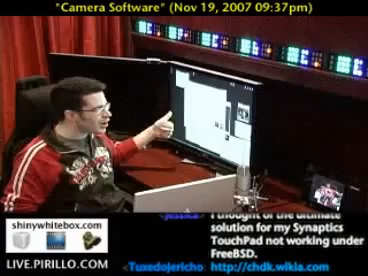 "Camera Software" (Nov 19, 2007 09:37pm)
shinywhitebox.com
LIVE.PIRILLO.COM
jessica> I thought of the ultimate
solution for my Synaptics
TouchPad not working under
FreeBSD.
Tuxedojericho: http://chdk.wikia.com